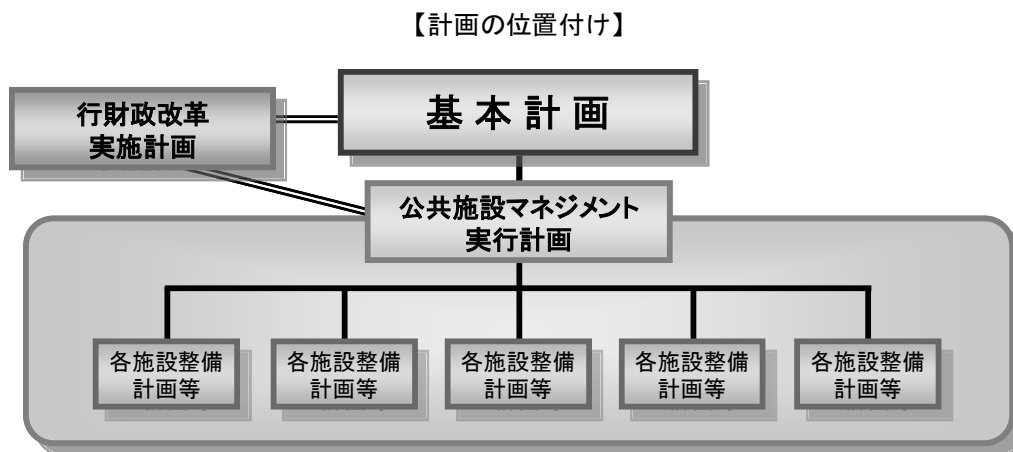 【計画の位置付け】
基本計画
行財政改革
実施計画
公共施設マネジメント
実行計画
各施設整備
計画等
各施設整備
計画等
各施設整備
計画等
各施設整備
計画等
各施設整備
計画等